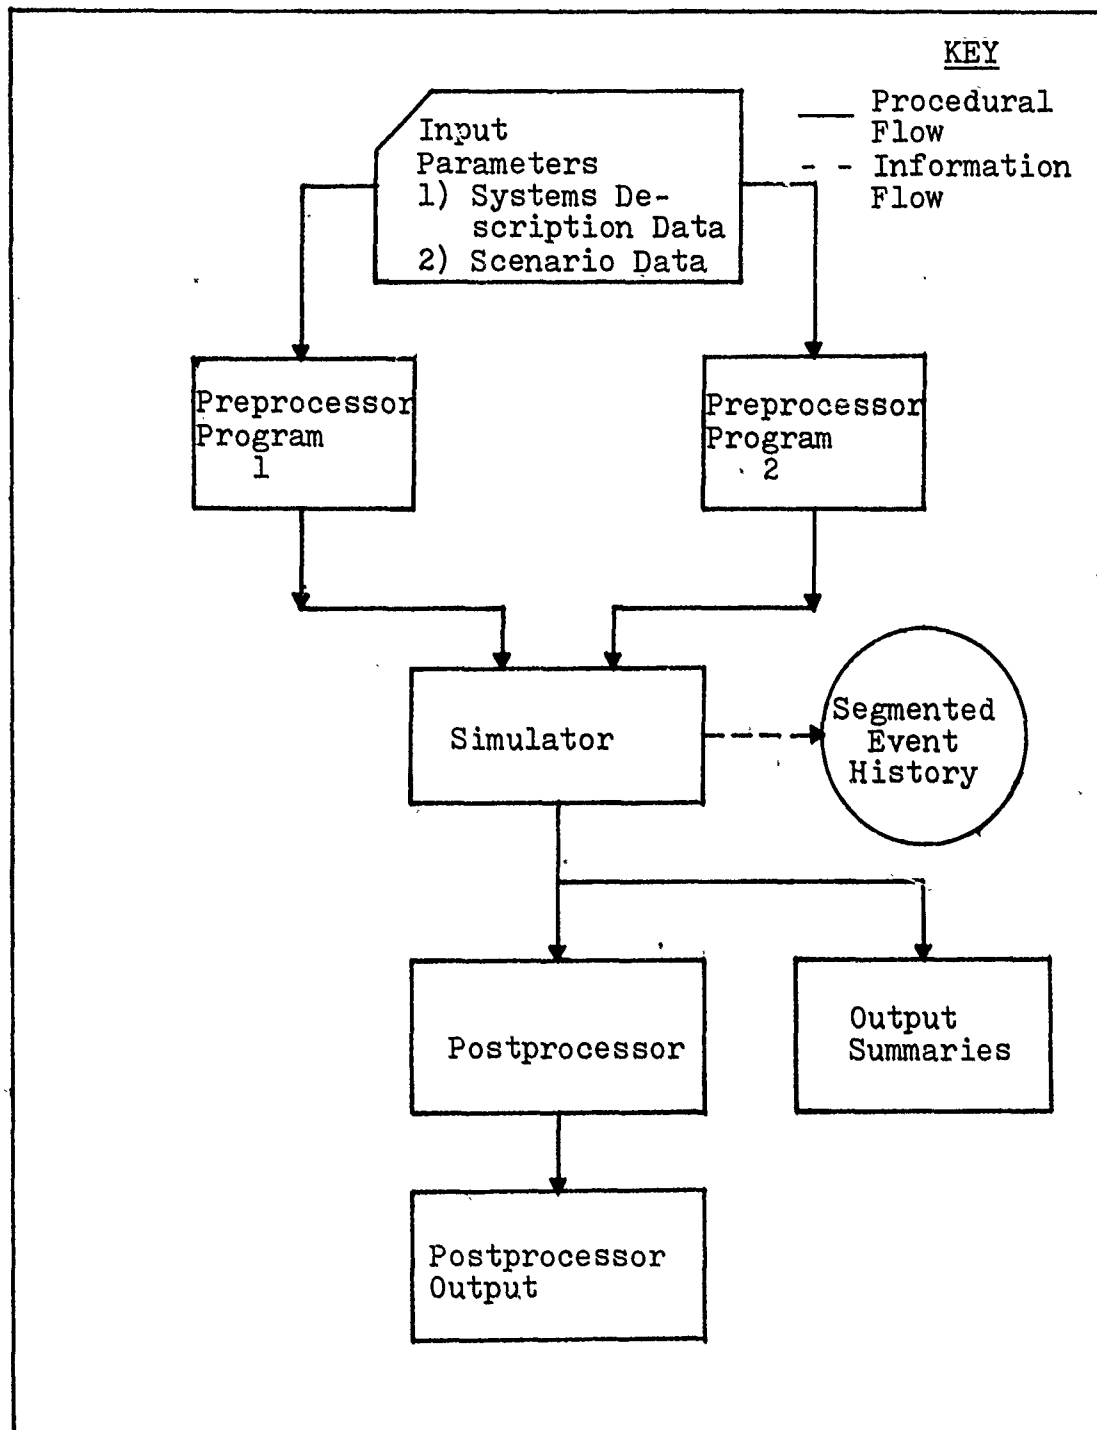 KEY
Procedural
Flow
Information
Flow
Input
Parameters
1) Systems De-
scription Data
2) Scenario Data
Preprocessor
Program
1
Preprocessor
Program
2
Simulator
Segmented
Event
History
Postprocessor
Output
Summaries
Postprocessor
Output